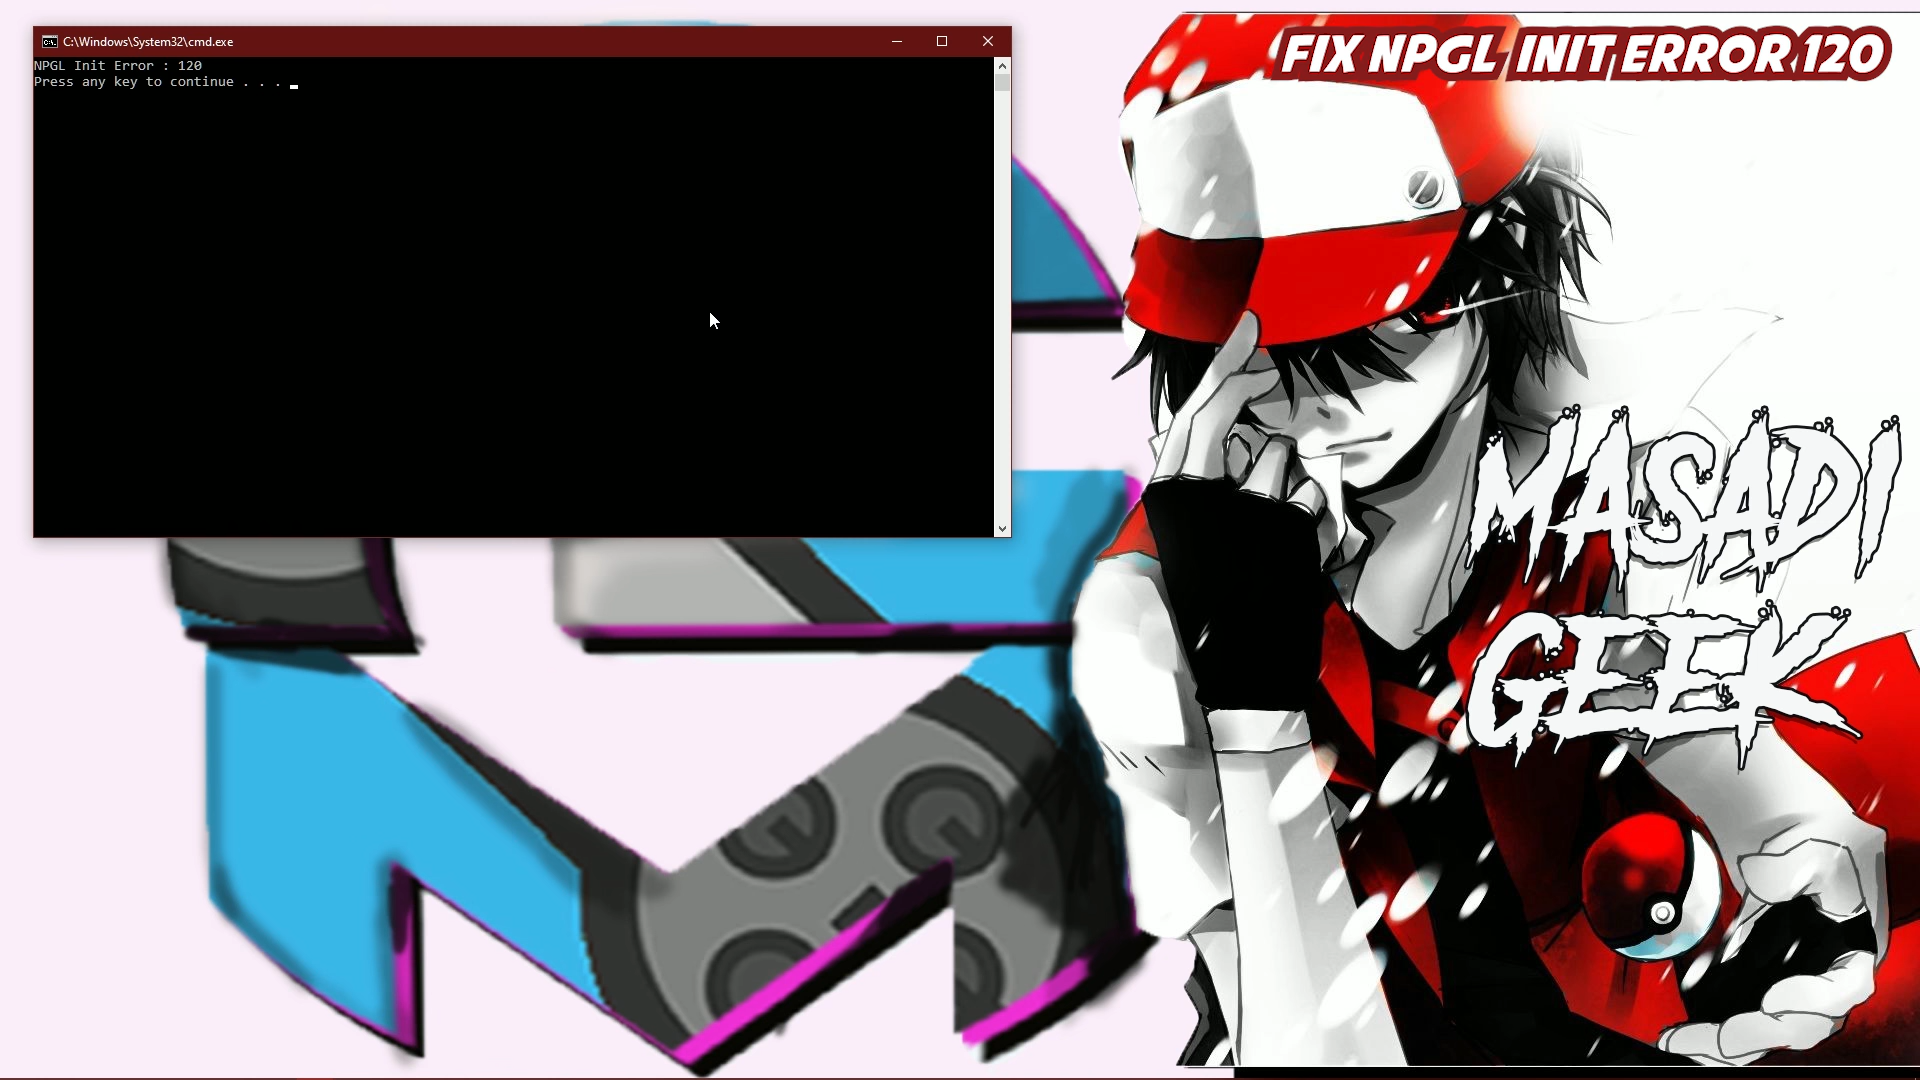 C:\Windows\System32\cmd.exe
NPGL Init Error : 120
Press any key to continue . . .
FIX NPGL INIT ERROR 120
MASADI
GEEK